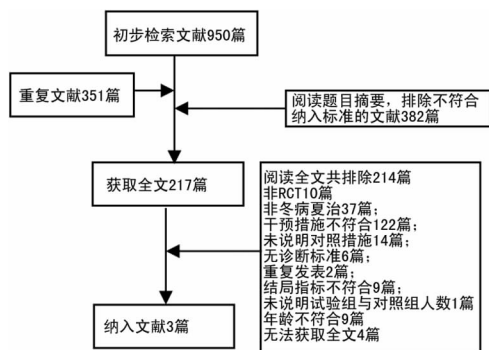 初步检索文献950篇
重复文献351篇
阅读题目摘要，排除不符合
纳入标准的文献382篇
获取全文217篇
阅读全文共排除214篇
非RCT10篇
非冬病夏治37篇；
干预措施不符合122篇；
未说明对照措施14篇；
无诊断标准6篇；
重复发表2篇；
结局指标不符合9篇；
未说明试验组与对照组人数1篇
年龄不符合9篇
无法获取全文4篇
纳入文献3篇